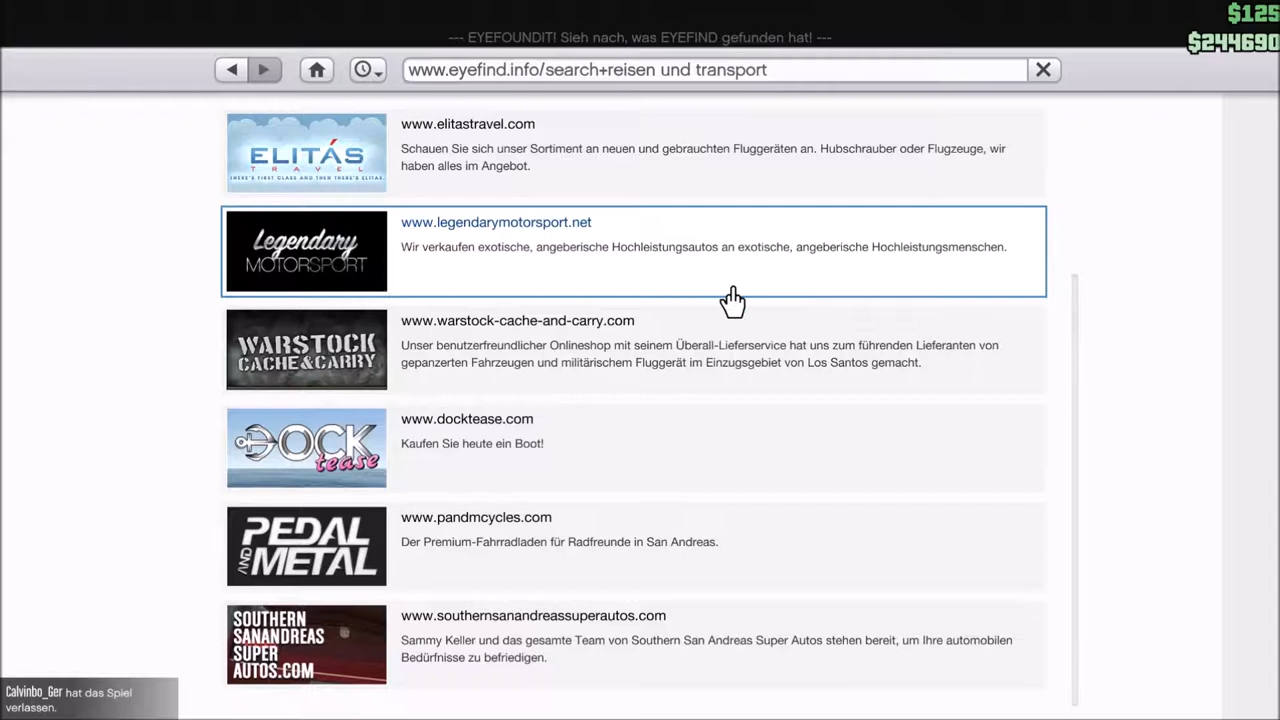 $125
--- EYEFOUNDIT! Sieh nach, was EYEFIND gefunden hat! ---
$244690
www.eyefind.info/search+reisen und transport
ELITÁS
TRAVEL
THERE'S FIRST CLASS AND THEN THERE'S ELITAS.
www.elitastravel.com
Schauen Sie sich unser Sortiment an neuen und gebrauchten Fluggeräten an. Hubschrauber oder Flugzeuge, wir
haben alles im Angebot.
Legendary
MOTORSPORT
www.legendarymotorsport.net
Wir verkaufen exotische, angeberische Hochleistungsautos an exotische, angeberische Hochleistungsmenschen.
WARSTOCK
CACHE&CARRY
www.warstock-cache-and-carry.com
Unser benutzerfreundlicher Onlineshop mit seinem Überall-Lieferservice hat uns zum führenden Lieferanten von
gepanzerten Fahrzeugen und militärischem Fluggerät im Einzugsgebiet von Los Santos gemacht.
DOCK
tease
www.docktease.com
Kaufen Sie heute ein Boot!
PEDAL
AND METAL
www.pandmcycles.com
Der Premium-Fahrradladen für Radfreunde in San Andreas.
SOUTHERN
SANANDREAS
SUPER
AUTOS.COM
www.southernsanandreassuperautos.com
Sammy Keller und das gesamte Team von Southern San Andreas Super Autos stehen bereit, um Ihre automobilen
Bedürfnisse zu befriedigen.
Calvinbo_Ger hat das Spiel
verlassen.